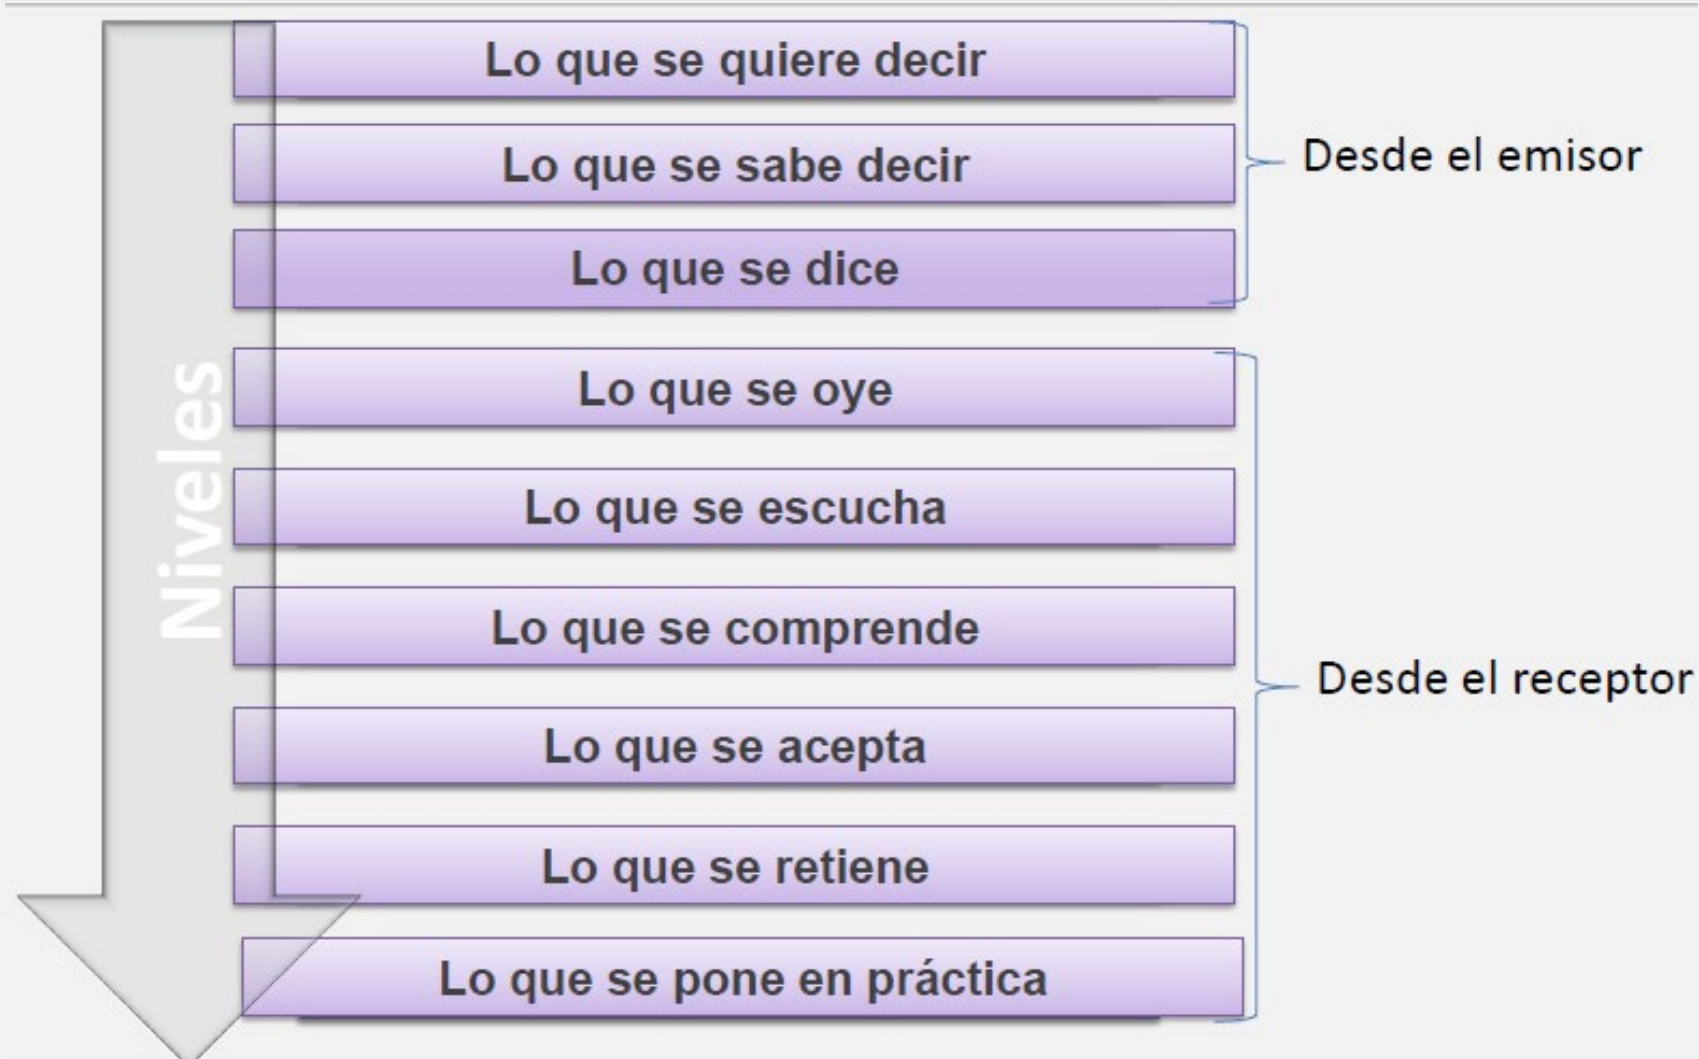 Lo que se quiere decir
Lo que se sabe decir
Desde el emisor
Lo que se dice
Niveles
Lo que se oye
Lo que se escucha
Lo que se comprende
Desde el receptor
Lo que se acepta
Lo que se retiene
Lo que se pone en práctica